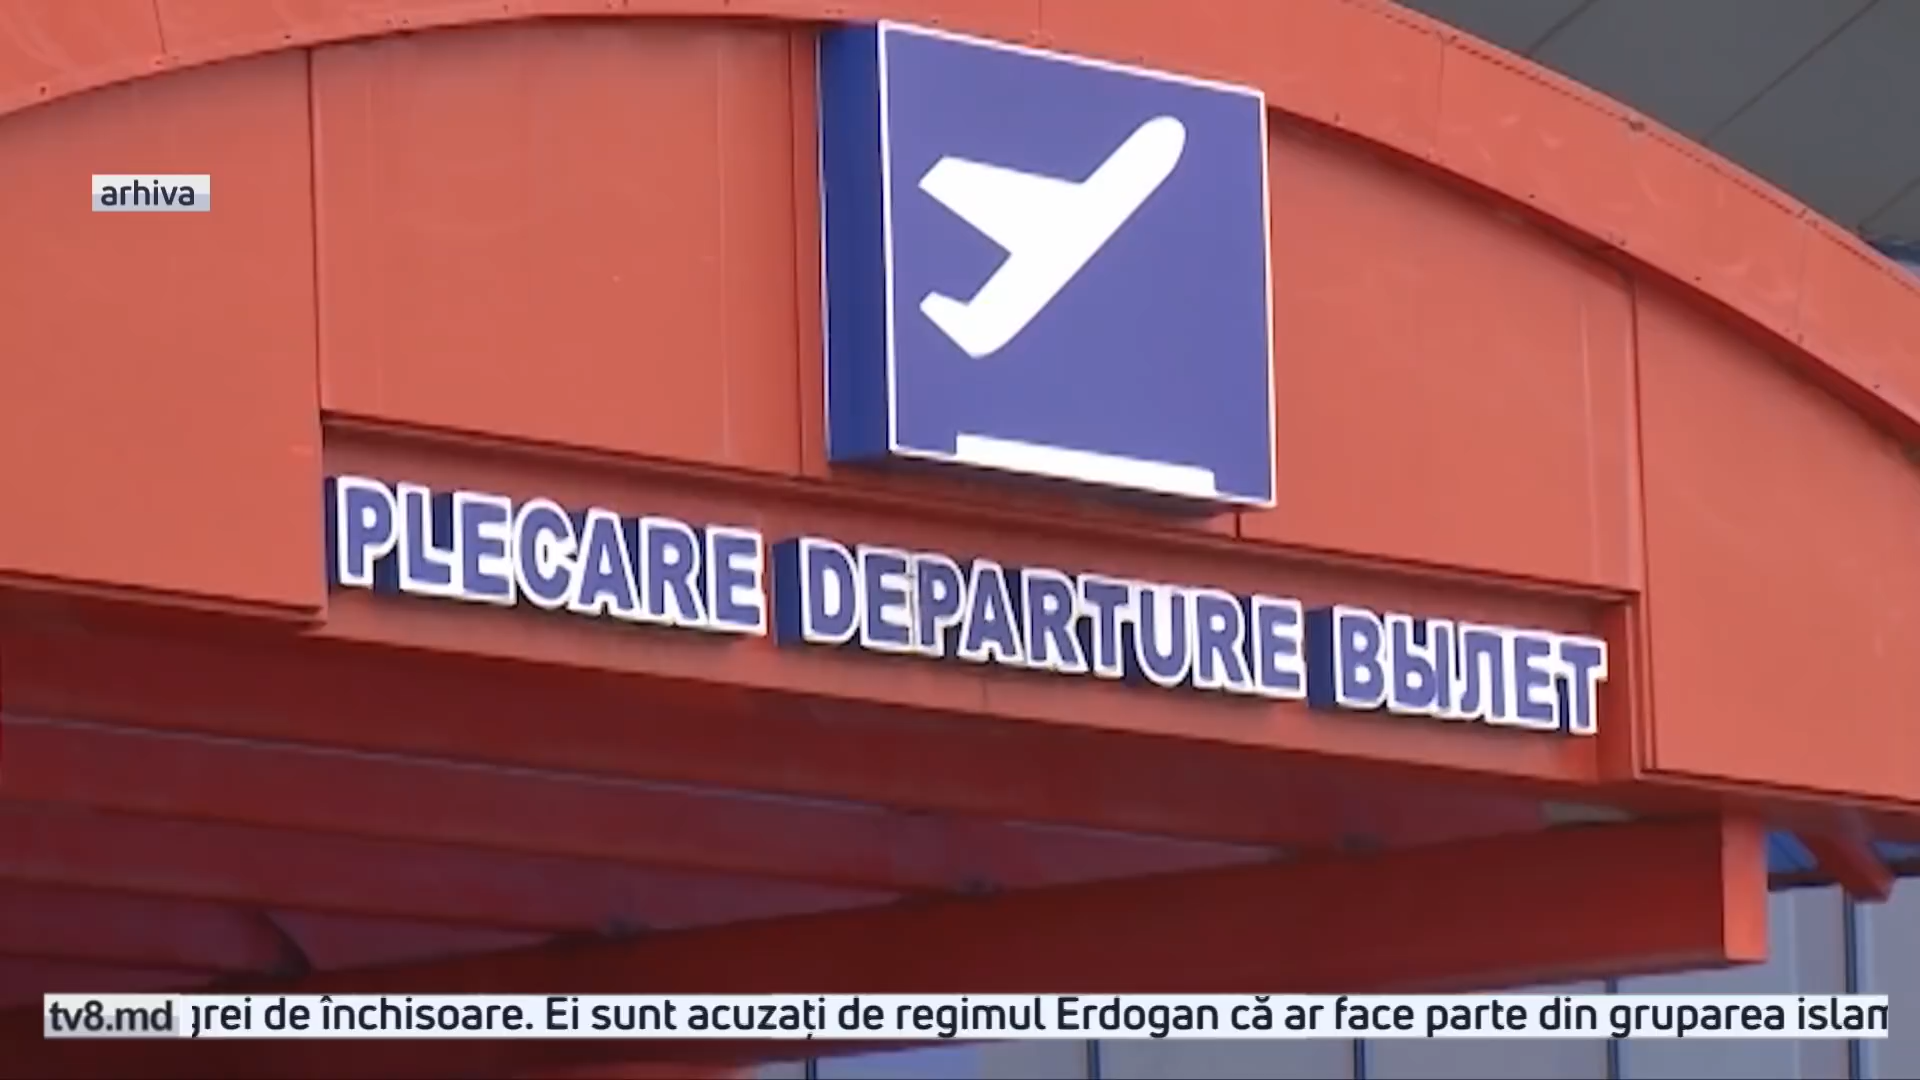 arhiva
PLECARE DEPARTURE ВЫЛЕТ
tv8.md grei de închisoare. Ei sunt acuzați de regimul Erdogan că ar face parte din gruparea islam